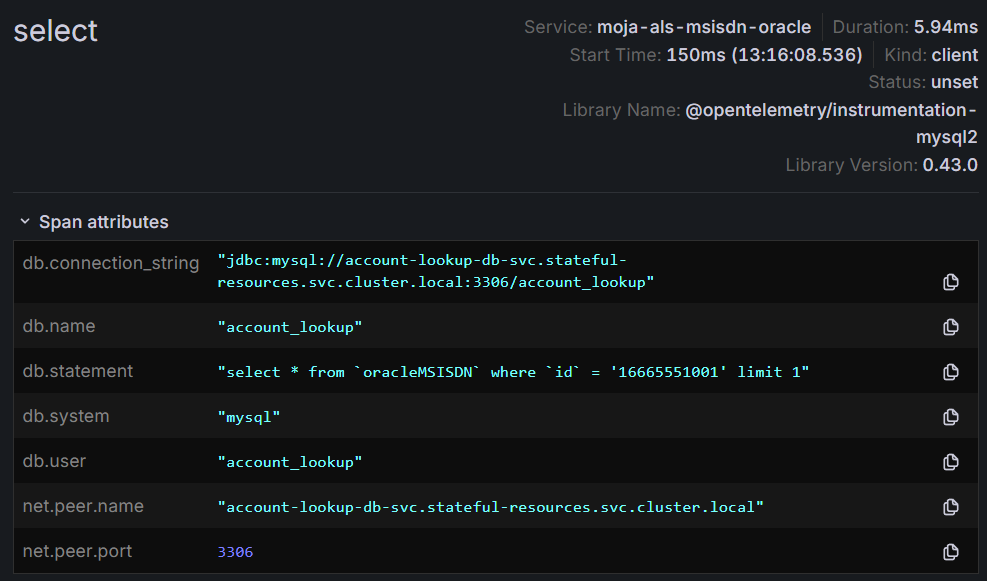 select
Service: moja-als-msisdn-oracle Duration: 5.94ms
Start Time: 150ms (13:16:08.536) Kind: client
Status: unset
Library Name: @opentelemetry/instrumentation-
mysql2
Library Version: 0.43.0
Span attributes
db.connection_string "jdbc:mysql://account-lookup-db-svc.stateful-
resources.svc.cluster.local:3306/account_lookup"
db.name "account_lookup"
db.statement "select * from `oracleMSISDN` where `id` = '16665551001' limit 1"
db.system "mysql"
db.user "account_lookup"
net.peer.name "account-lookup-db-svc.stateful-resources.svc.cluster.local"
net.peer.port 3306